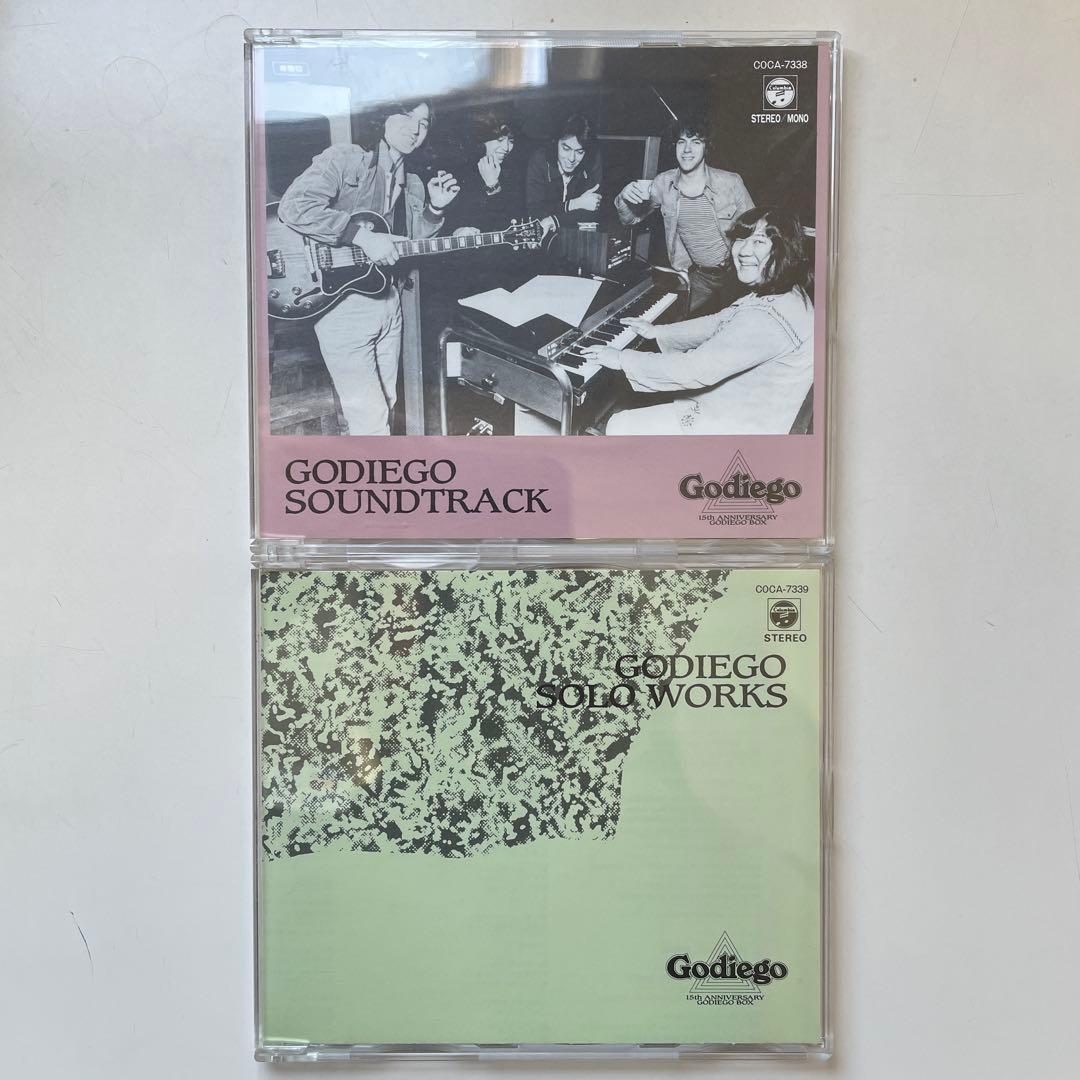 COCA-7338
Columbia
STEREO/MONO
GODIEGO
SOUNDTRACK
Godiego
15th ANNIVERSARY
GODIEGO BOX
COCA-7339
Columbia
STEREO
GODIEGO
SOLO WORKS
Godiego
15th ANNIVERSARY
GODIEGO BOX